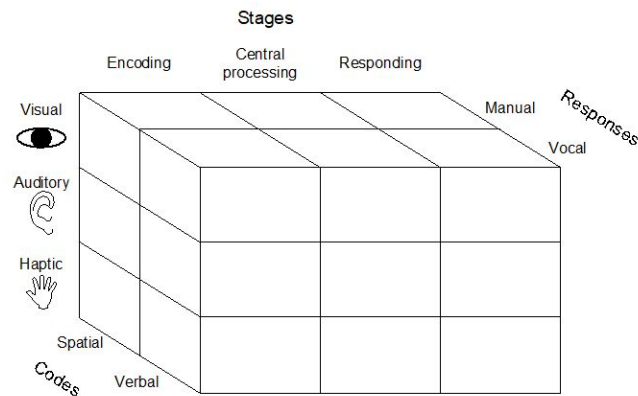 Stages
Encoding
Central
processing
Responding
Visual
Manual
Responses
Vocal
Auditory
Haptic
Spatial
Codes
Verbal